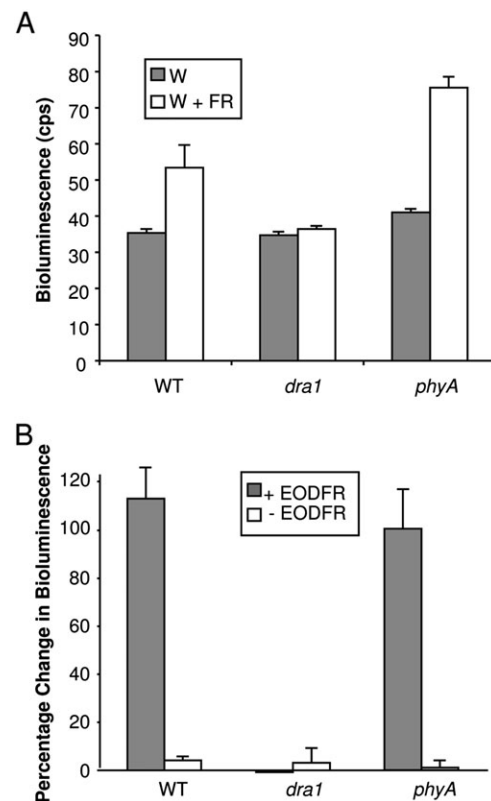 A
Bioluminescence (cps)
90
80
70
60
50
40
30
20
10
0
W
W + FR
WT
dra1
phyA
B
Percentage Change in Bioluminescence
120
100
80
60
40
20
0
+ EODFR
- EODFR
WT
dra1
phyA